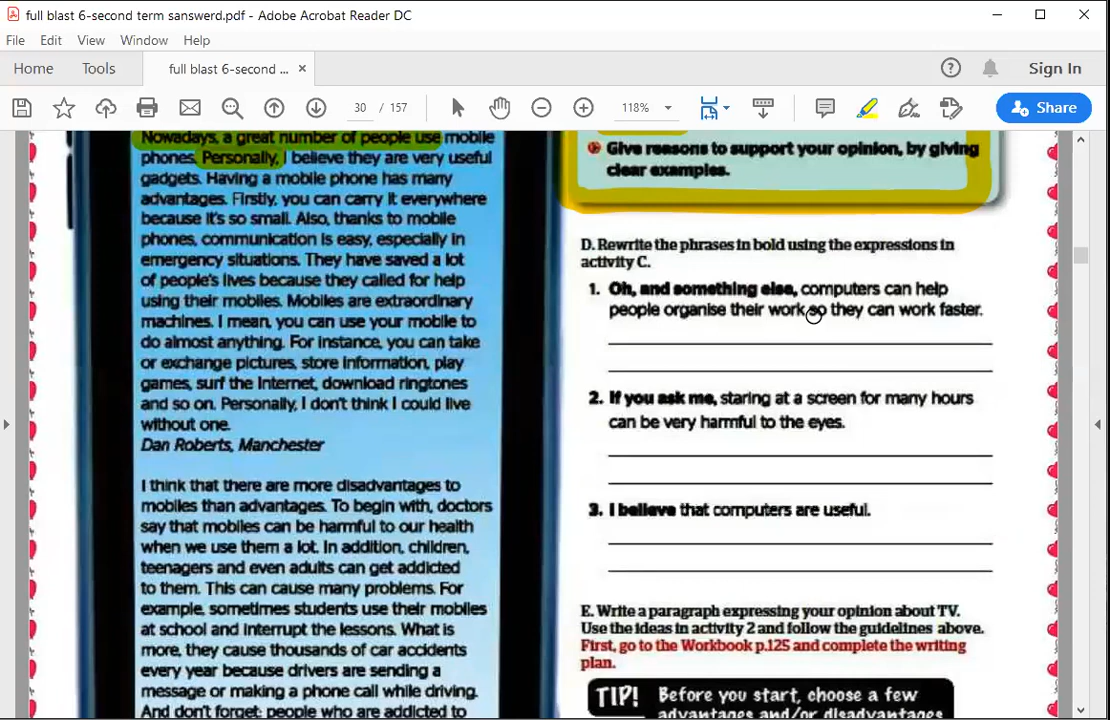 full blast 6-second term sanswerd.pdf - Adobe Acrobat Reader DC
File Edit View Window Help
Home Tools full blast 6-second ... × Sign In
30 / 157 118% Share
Nowadays, a great number of people use mobile
phones. Personally, I believe they are very useful
gadgets. Having a mobile phone has many
advantages. Firstly, you can carry it everywhere
because it's so small. Also, thanks to mobile
phones, communication is easy, especially in
emergency situations. They have saved a lot
of people's lives because they called for help
using their mobiles. Mobiles are extraordinary
machines. I mean, you can use your mobile to
do almost anything. For instance, you can take
or exchange pictures, store information, play
games, surf the Internet, download ringtones
and so on. Personally, I don't think I could live
without one.
Dan Roberts, Manchester
I think that there are more disadvantages to
mobiles than advantages. To begin with, doctors
say that mobiles can be harmful to our health
when we use them a lot. In addition, children,
teenagers and even adults can get addicted
to them. This can cause many problems. For
example, sometimes students use their mobiles
at school and interrupt the lessons. What is
more, they cause thousands of car accidents
every year because drivers are sending a
message or making a phone call while driving.
And don't forget: people who are addicted to
Give reasons to support your opinion, by giving
clear examples.
D. Rewrite the phrases in bold using the expressions in
activity C.
1. Oh, and something else, computers can help
people organise their work so they can work faster.
2. If you ask me, staring at a screen for many hours
can be very harmful to the eyes.
3. I believe that computers are useful.
E. Write a paragraph expressing your opinion about TV.
Use the ideas in activity 2 and follow the guidelines above.
First, go to the Workbook p.125 and complete the writing
plan.
TIP! Before you start, choose a few
advantages and/or disadvantages